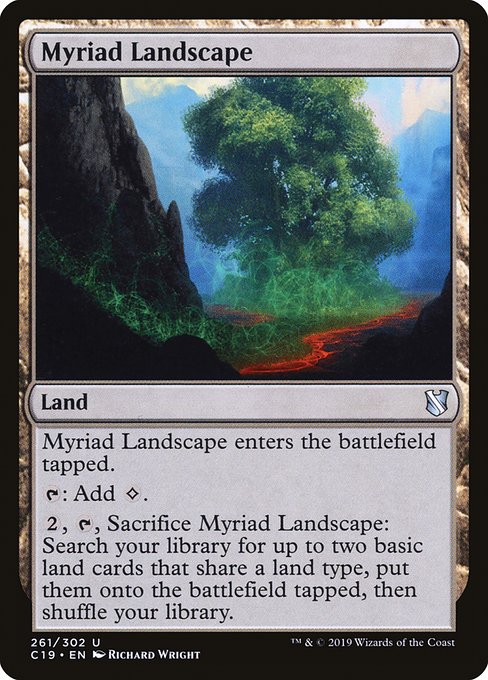 Myriad Landscape
Land
Myriad Landscape enters the battlefield
tapped.
: Add .
2, , Sacrifice Myriad Landscape:
Search your library for up to two basic
land cards that share a land type, put
them onto the battlefield tapped, then
shuffle your library.
261/302 U
C19 • EN Richard Wright
™ & © 2019 Wizards of the Coast